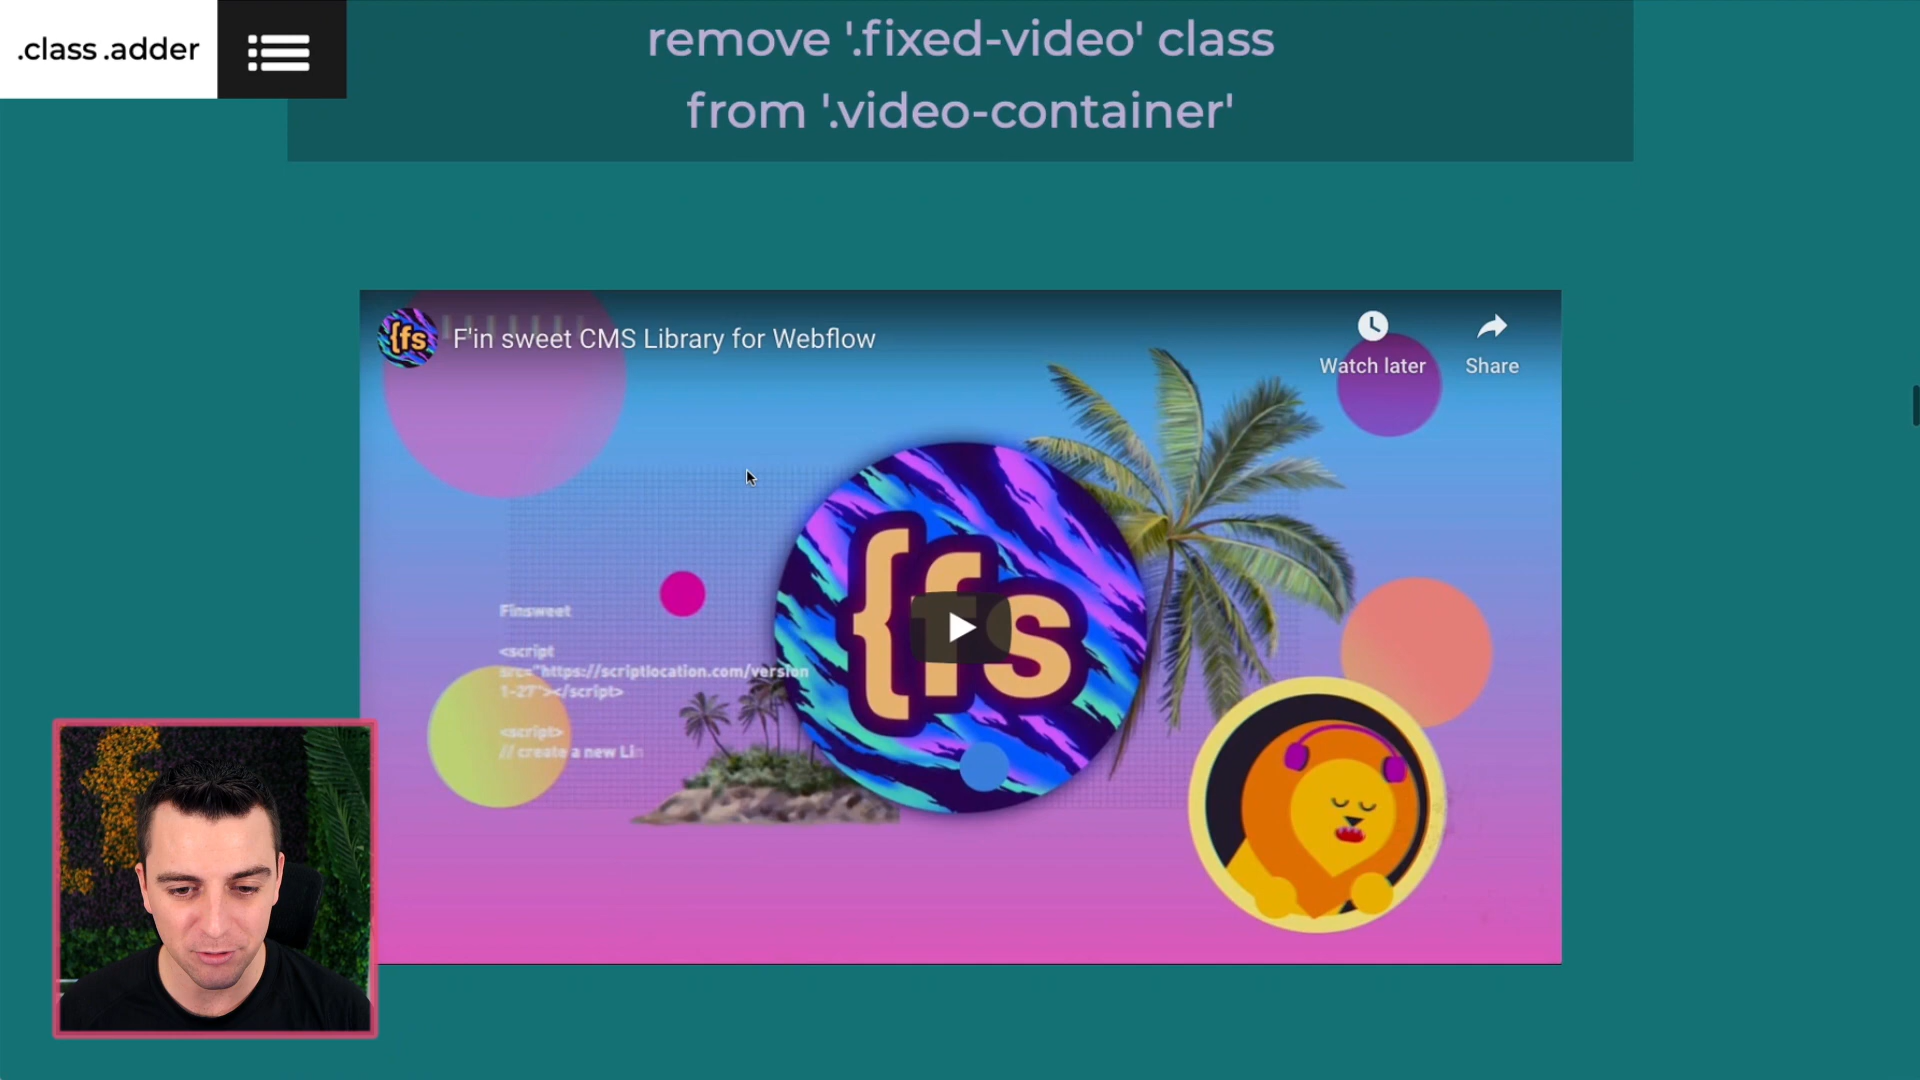 .class .adder
remove '.fixed-video' class
from '.video-container'
{fs
F'in sweet CMS Library for Webflow
Watch later
Share
{fs
Finsweet
<script
src="https://scriptlocation.com/version
1-27"></script>
<script>
// create a new Lin